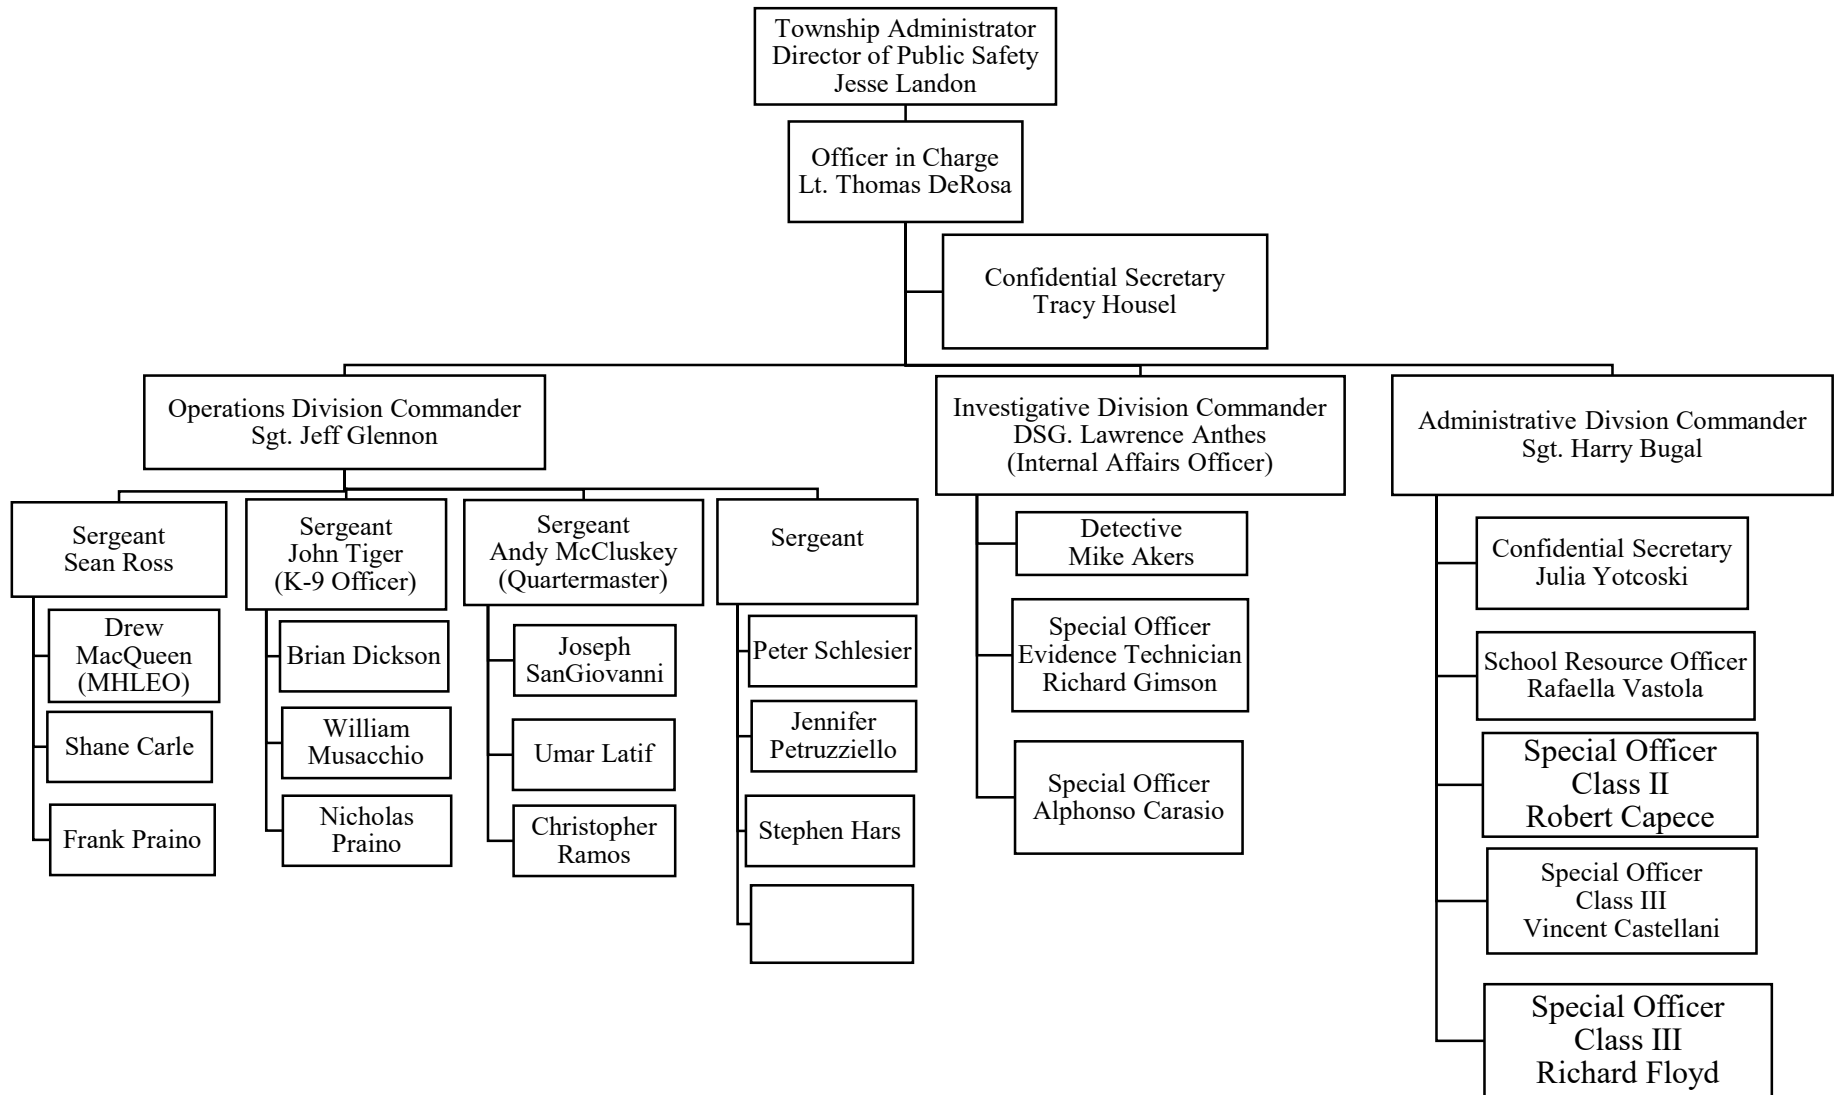 Township Administrator
Director of Public Safety
Jesse Landon
Officer in Charge
Lt. Thomas DeRosa
Confidential Secretary
Tracy Housel
Operations Division Commander
Sgt. Jeff Glennon
Investigative Division Commander
DSG. Lawrence Anthes
(Internal Affairs Officer)
Administrative Divsion Commander
Sgt. Harry Bugal
Sergeant
Sean Ross
Drew
MacQueen
(MHLEO)
Shane Carle
Frank Praino
Sergeant
John Tiger
(K-9 Officer)
Brian Dickson
William
Musacchio
Nicholas
Praino
Sergeant
Andy McCluskey
(Quartermaster)
Joseph
SanGiovanni
Umar Latif
Christopher
Ramos
Sergeant
Peter Schlesier
Jennifer
Petruzziello
Stephen Hars
Detective
Mike Akers
Special Officer
Evidence Technician
Richard Gimson
Special Officer
Alphonso Carasio
Confidential Secretary
Julia Yotcoski
School Resource Officer
Rafaella Vastola
Special Officer
Class II
Robert Capece
Special Officer
Class III
Vincent Castellani
Special Officer
Class III
Richard Floyd